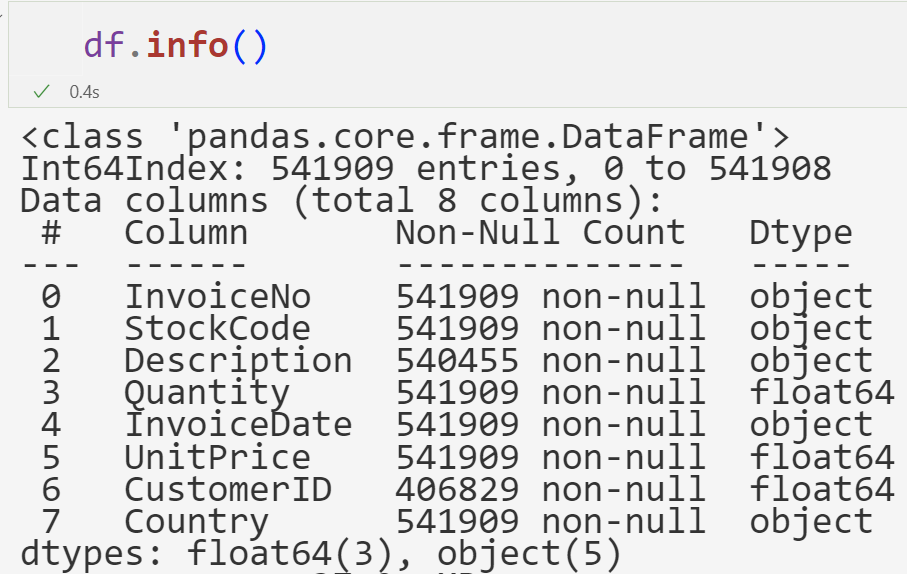 df.info()
0.4s
<class 'pandas.core.frame.DataFrame'>
Int64Index: 541909 entries, 0 to 541908
Data columns (total 8 columns):
 #   Column       Non-Null Count   Dtype
---  ------       --------------   -----
 0   InvoiceNo    541909 non-null  object
 1   StockCode    541909 non-null  object
 2   Description  540455 non-null  object
 3   Quantity     541909 non-null  float64
 4   InvoiceDate  541909 non-null  object
 5   UnitPrice    541909 non-null  float64
 6   CustomerID   406829 non-null  float64
 7   Country      541909 non-null  object
dtypes: float64(3), object(5)